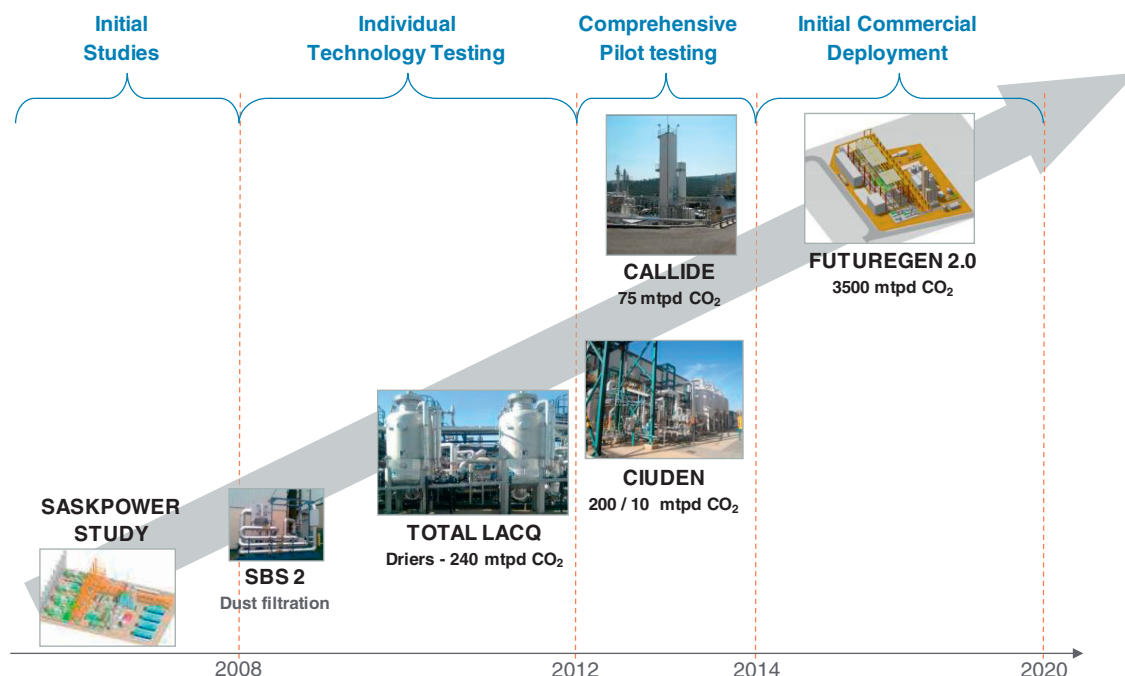 Initial
Studies
Individual
Technology Testing
Comprehensive
Pilot testing
Initial Commercial
Deployment
CALLIDE
75 mtpd CO₂
FUTUREGEN 2.0
3500 mtpd CO₂
CIUDEN
200 / 10 mtpd CO₂
SASKPOWER
STUDY
TOTAL LACQ
Driers - 240 mtpd CO₂
SBS 2
Dust filtration
2008
2012
2014
2020